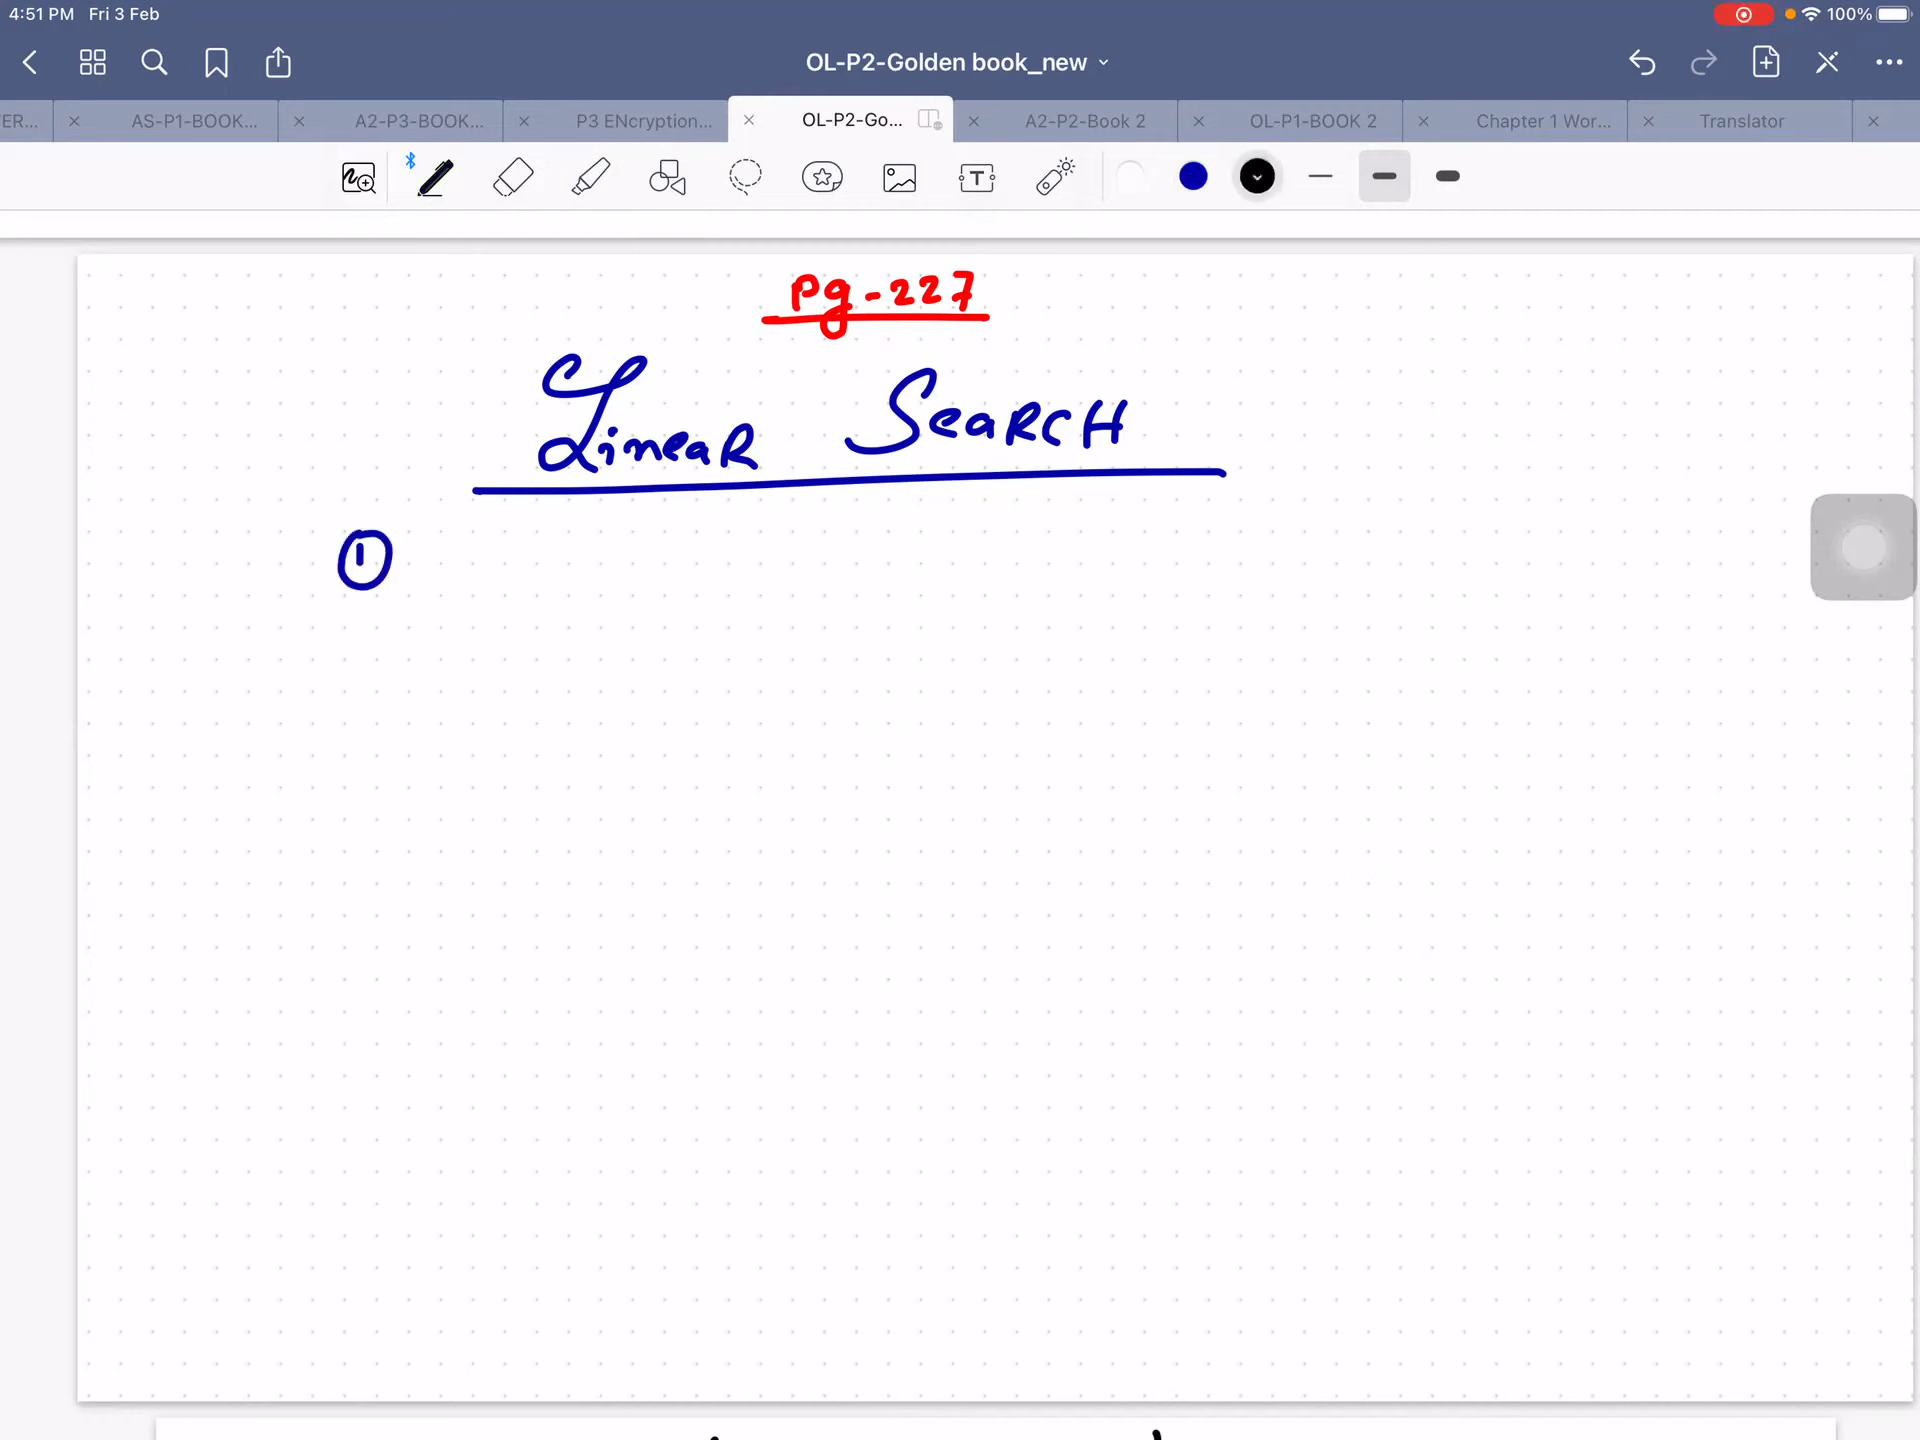 4:51 PM Fri 3 Feb 100%
OL-P2-Golden book_new
ER... AS-P1-BOOK... A2-P3-BOOK... P3 ENcryption... OL-P2-Go... A2-P2-Book 2 OL-P1-BOOK 2 Chapter 1 Wor... Translator
T
Pg-227
Linear SeaRCH
1